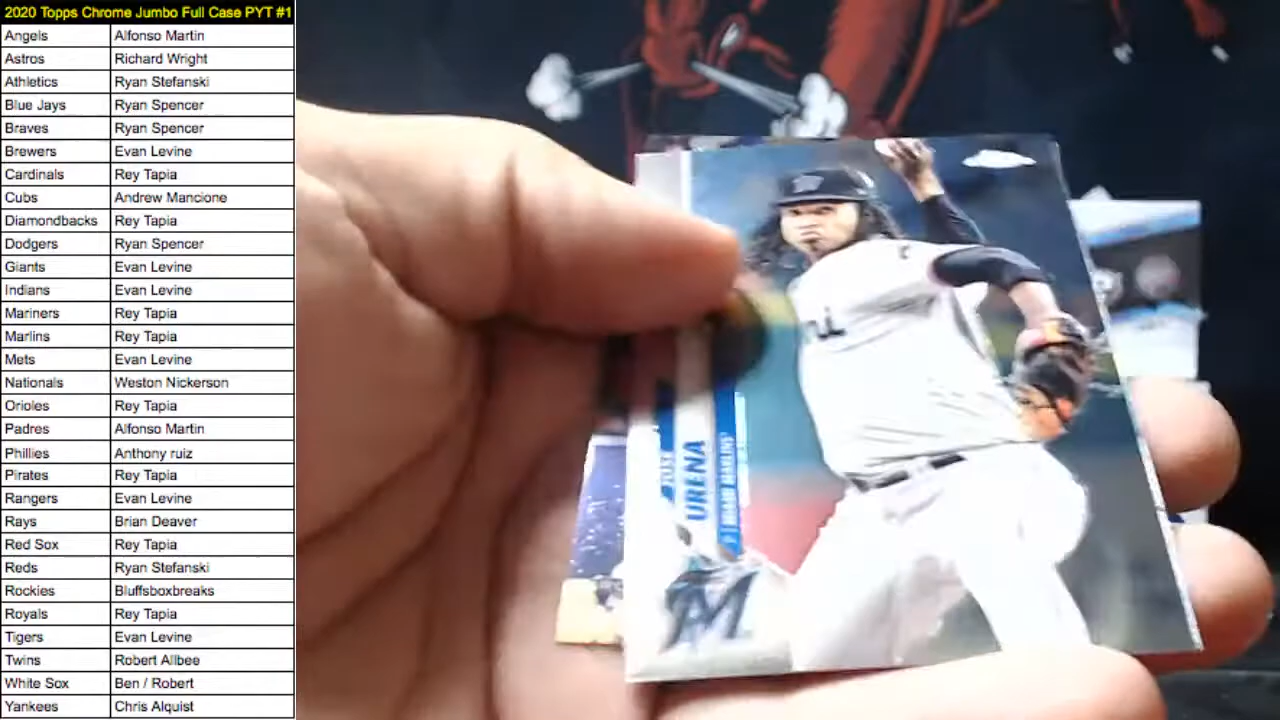 2020 Topps Chrome Jumbo Full Case PYT #1
Angels Alfonso Martin
Astros Richard Wright
Athletics Ryan Stefanski
Blue Jays Ryan Spencer
Braves Ryan Spencer
Brewers Evan Levine
Cardinals Rey Tapia
Cubs Andrew Mancione
Diamondbacks Rey Tapia
Dodgers Ryan Spencer
Giants Evan Levine
Indians Evan Levine
Mariners Rey Tapia
Marlins Rey Tapia
Mets Evan Levine
Nationals Weston Nickerson
Orioles Rey Tapia
Padres Alfonso Martin
Phillies Anthony ruiz
Pirates Rey Tapia
Rangers Evan Levine
Rays Brian Deaver
Red Sox Rey Tapia
Reds Ryan Stefanski
Rockies Bluffsboxbreaks
Royals Rey Tapia
Tigers Evan Levine
Twins Robert Allbee
White Sox Ben / Robert
Yankees Chris Alquist
URENA
MIAMI MARLINS
M